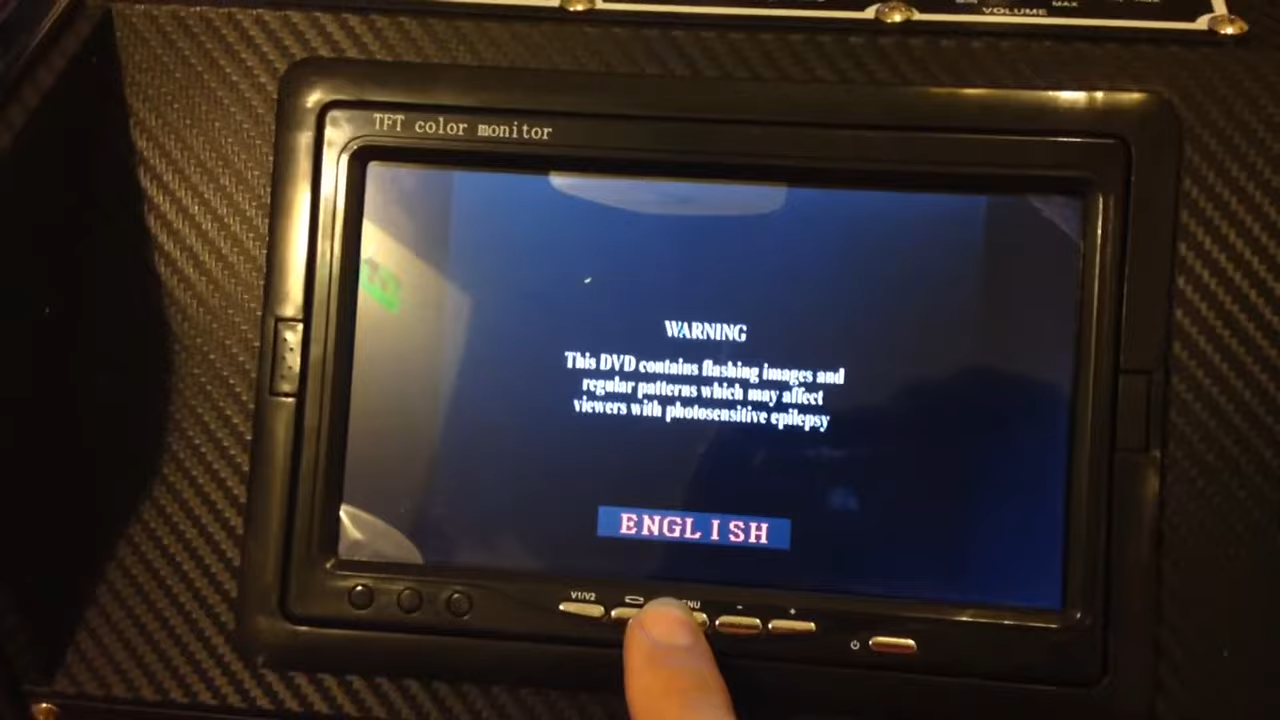 MAX
VOLUME
TFT color monitor
WARNING
This DVD contains flashing images and
regular patterns which may affect
viewers with photosensitive epilepsy
ENGLISH
V1/V2
- +